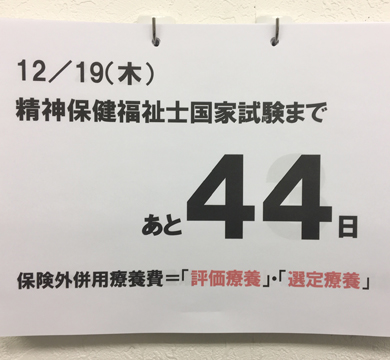 12／19(木)
精神保健福祉士国家試験まで
あと44日
保険外併用療養費＝｢評価療養｣･｢選定療養｣